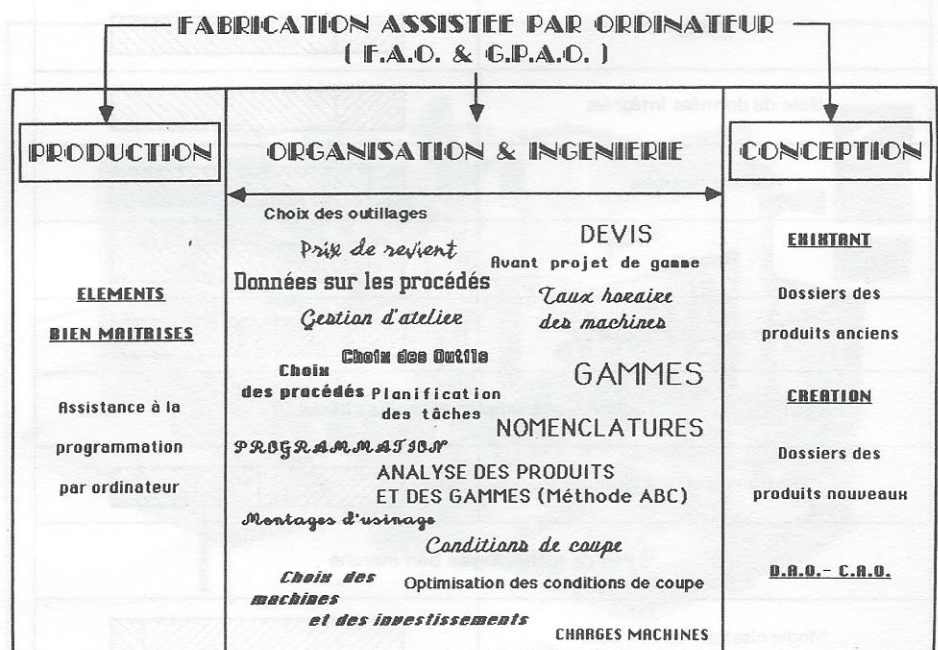 FABRICATION ASSISTEE PAR ORDINATEUR
( F.A.O. & G.P.A.O. )
PRODUCTION
ELEMENTS
BIEN MAITRISES
Assistance à la
programmation
par ordinateur
ORGANISATION & INGENIERIE
Choix des outillages
Prix de revient
DEVIS
Avant projet de gamme
Données sur les procédés
Gestion d'atelier
Taux horaire
des machines
Choix des Outils
Choix
des procédés
Planification
des tâches
GAMMES
NOMENCLATURES
PROGRAMMATION
ANALYSE DES PRODUITS
ET DES GAMMES (Méthode ABC)
Montages d'usinage
Conditions de coupe
Choix des
machines
et des investissements
Optimisation des conditions de coupe
CHARGES MACHINES
CONCEPTION
EXIXTANT
Dossiers des
produits anciens
CREATION
Dossiers des
produits nouveaux
D.A.O.- C.A.O.